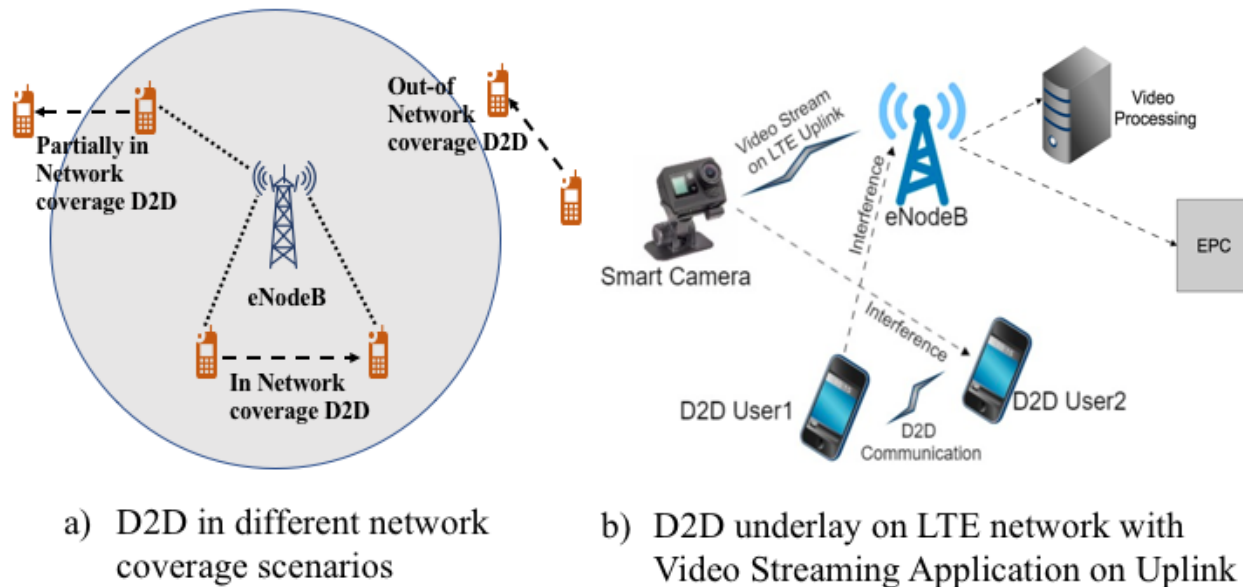 Out-of
Network
coverage D2D
Partially in
Network
coverage D2D
eNodeB
In Network
coverage D2D
a) D2D in different network
coverage scenarios
Video Stream
on LTE Uplink
Video
Processing
Interference
eNodeB
EPC
Smart Camera
Interference
D2D User1
D2D User2
D2D
Communication
b) D2D underlay on LTE network with
Video Streaming Application on Uplink